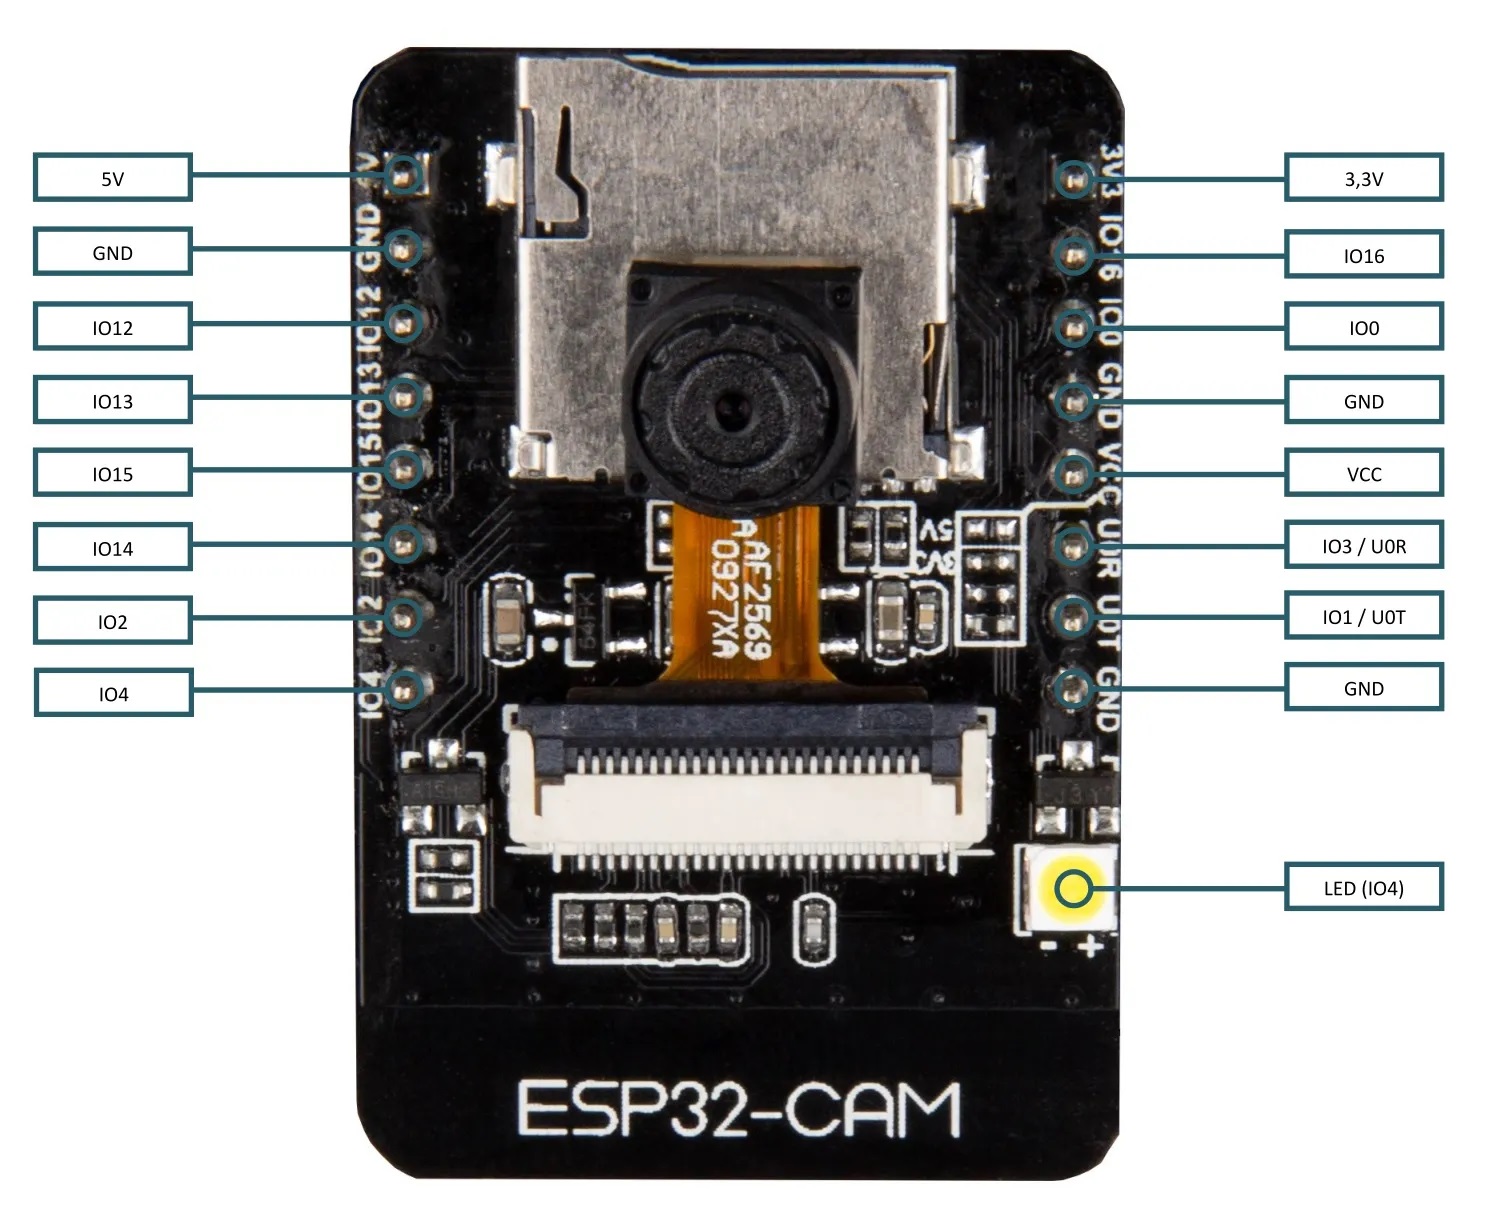 5V
GND
IO12
IO13
IO15
IO14
IO2
IO4
3,3V
IO16
IO0
GND
VCC
IO3 / U0R
IO1 / U0T
GND
LED (IO4)
GND
IO12
IO13
IO15
IO14
IO2
IO4
3V3
IO16
IO0
GND
VCC
U0R
U0T
GND
5V
3V3
AF2569
0927XA
- +
ESP32-CAM